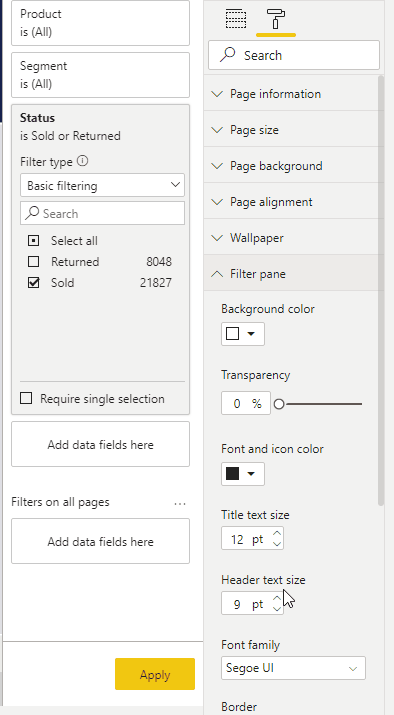 Product
is (All)
Segment
is (All)
Status
is Sold or Returned
Filter type
Basic filtering
Search
Select all
Returned 8048
Sold 21827
Require single selection
Add data fields here
Filters on all pages ...
Add data fields here
Apply
Search
Page information
Page size
Page background
Page alignment
Wallpaper
Filter pane
Background color
Transparency
0 %
Font and icon color
Title text size
12 pt
Header text size
9 pt
Font family
Segoe UI
Border